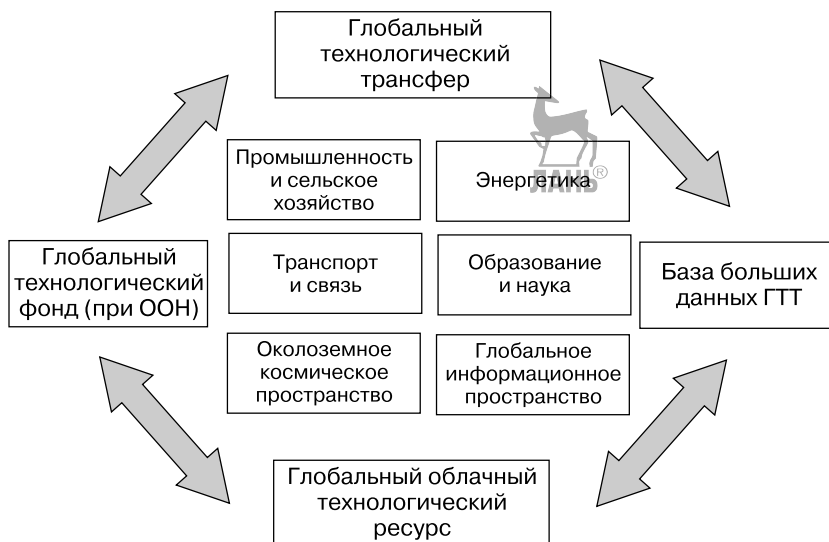 Глобальный
технологический
трансфер
Промышленность
и сельское
хозяйство
Энергетика
ЛАНЬ®
Глобальный
технологический
фонд (при ООН)
Транспорт
и связь
Образование
и наука
База больших
данных ГТТ
Околоземное
космическое
пространство
Глобальное
информационное
пространство
Глобальный облачный
технологический
ресурс